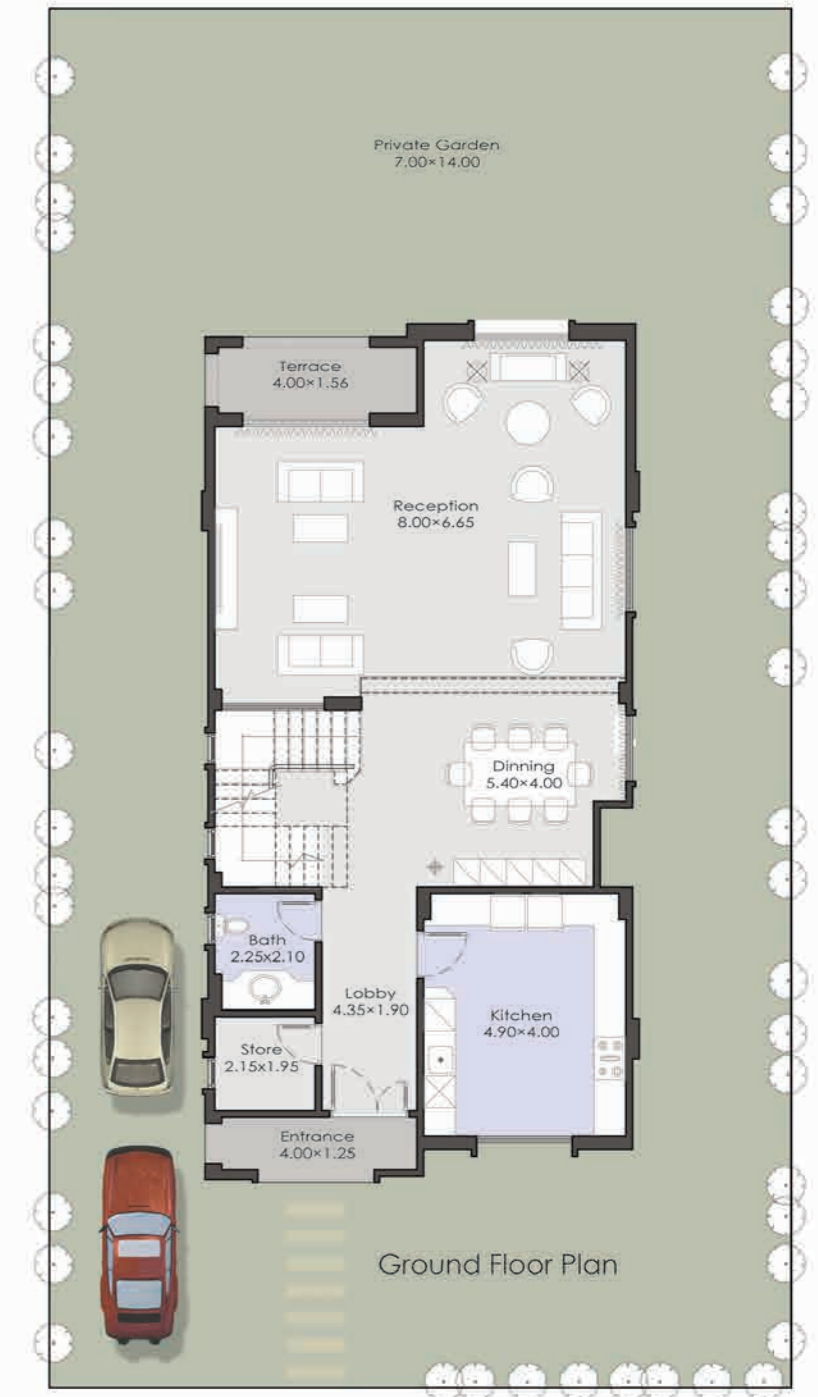 Private Garden
7.00×14.00
Terrace
4.00×1.56
Reception
8.00×6.65
Dinning
5.40×4.00
Bath
2.25x2.10
Lobby
4.35×1.90
Kitchen
4.90×4.00
Store
2.15x1.95
Entrance
4.00×1.25
Ground Floor Plan